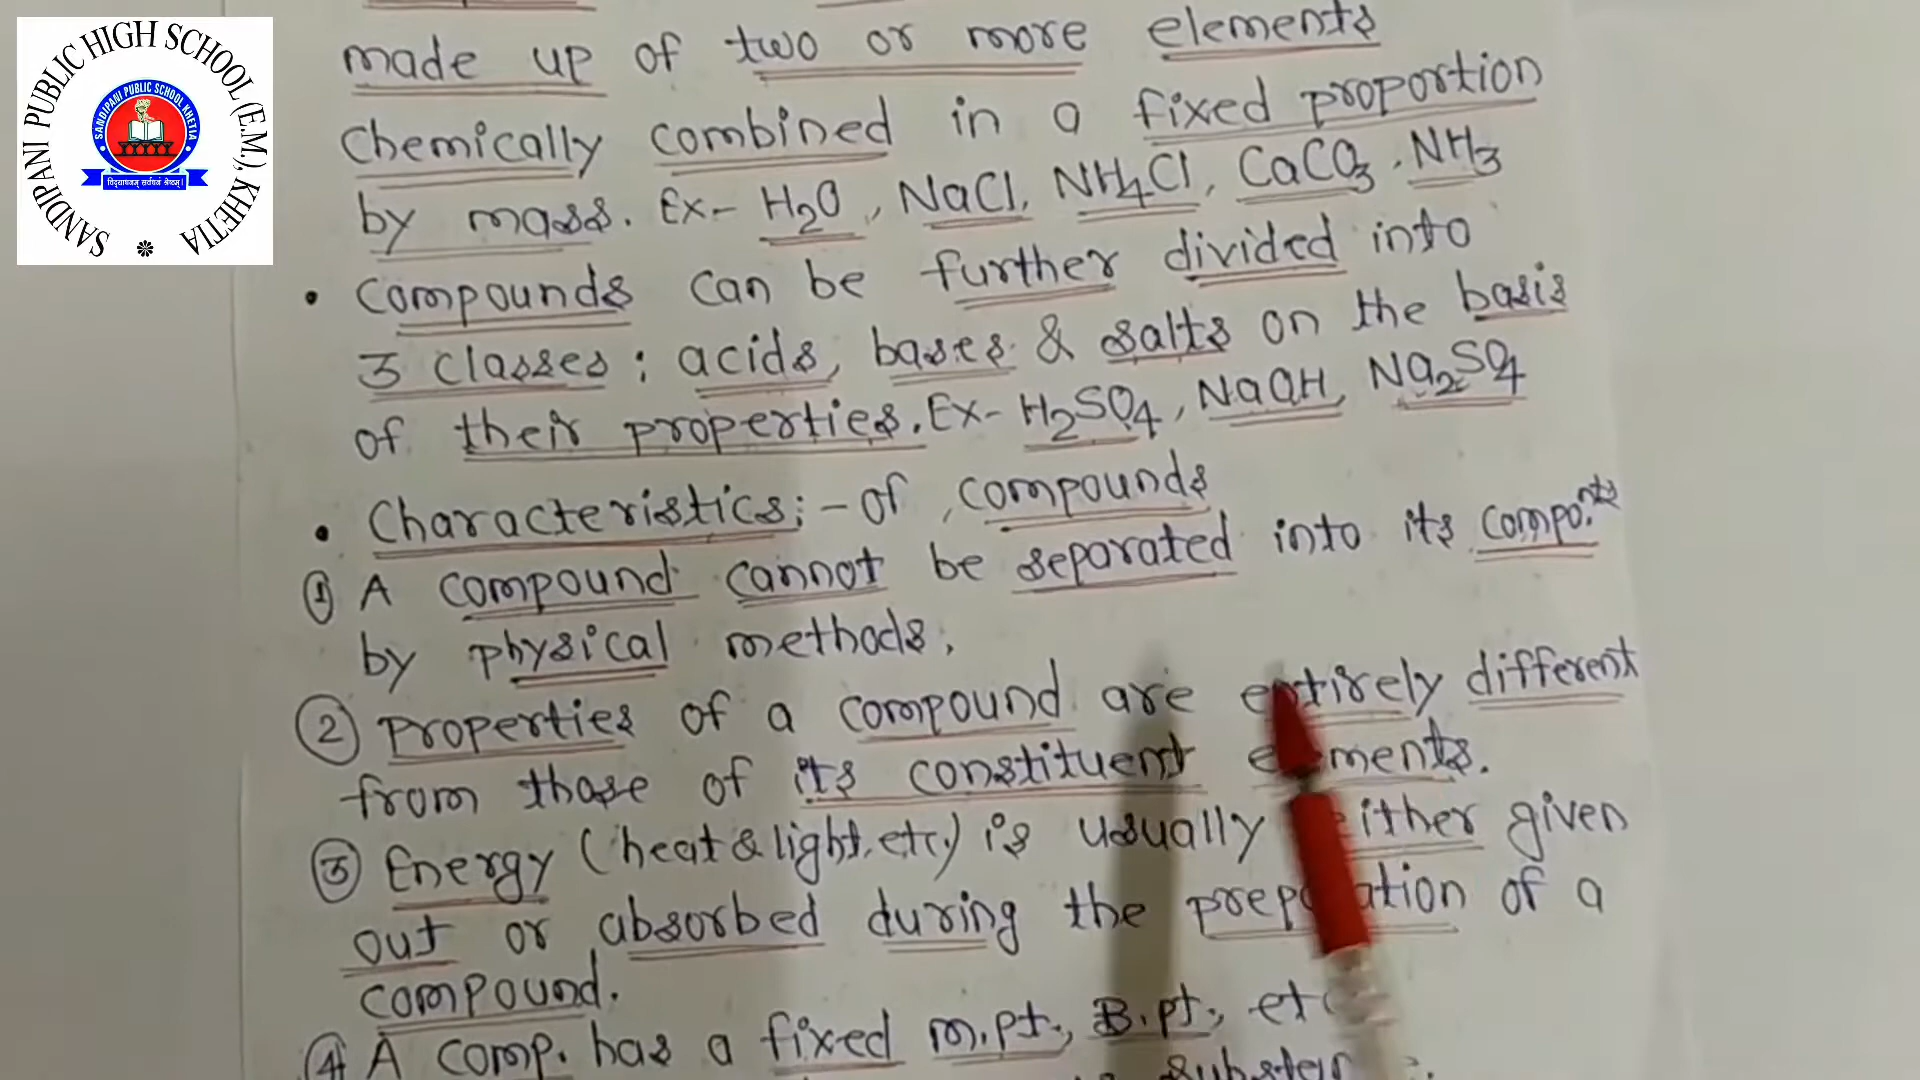 SANDIPANI PUBLIC HIGH SCHOOL (E.M.), KHETIA
SANDIPANI PUBLIC SCHOOL KHETIA
made up of two or more elements
chemically combined in a fixed proportion
by mass. Ex- H2O, NaCl, NH4Cl, CaCO3, NH3
• Compounds can be further divided into
3 classes: acids, bases & salts on the basis
of their properties. Ex- H2SO4, NaOH, Na2SO4
• Characteristics:- of compounds
① A compound cannot be separated into its compo.nts
by physical methods.
② Properties of a compound are entirely different
from those of its constituent elements.
③ Energy (heat & light, etc.) is usually either given
out or absorbed during the preparation of a
compound.
④ A comp. has a fixed m.pt., B.pt, etc